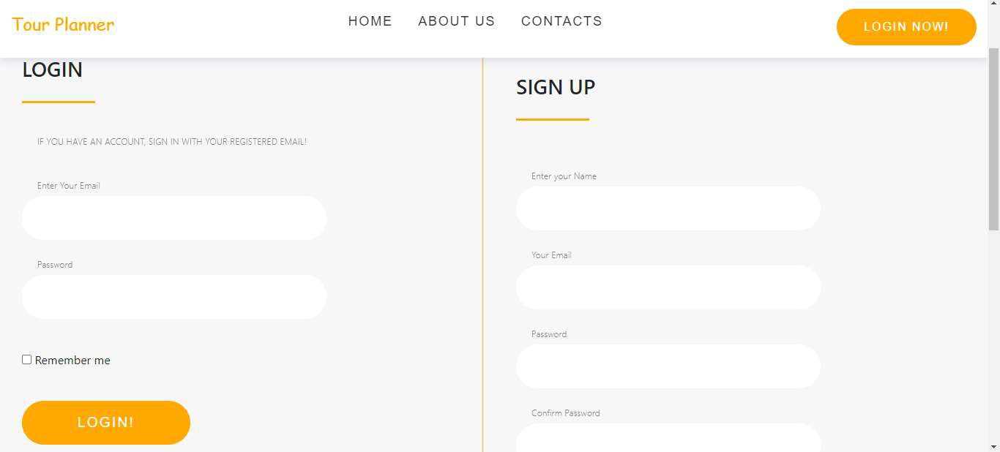 Tour Planner
HOME ABOUT US CONTACTS
LOGIN NOW!
LOGIN
IF YOU HAVE AN ACCOUNT, SIGN IN WITH YOUR REGISTERED EMAIL!
Enter Your Email
Password
Remember me
LOGIN!
SIGN UP
Enter your Name
Your Email
Password
Confirm Password